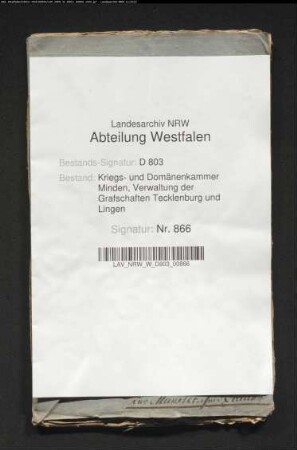 Landesarchiv NRW
Abteilung Westfalen
Bestands-Signatur: D 803
Bestand: Kriegs- und Domänenkammer
Minden, Verwaltung der
Grafschaften Tecklenburg und
Lingen
Signatur: Nr. 866
LAV_NRW_W_D803_00866